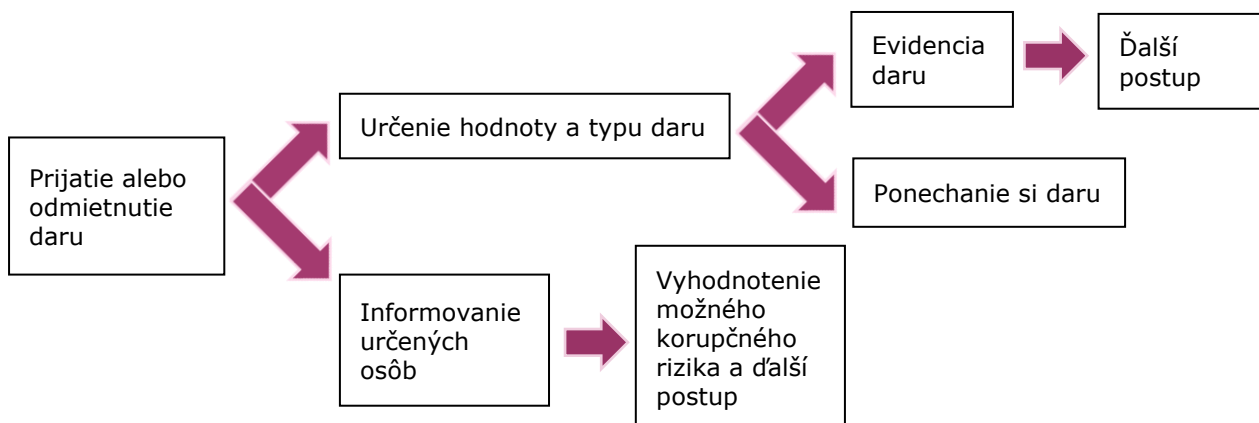 Prijatie alebo
odmietnutie
daru
Určenie hodnoty a typu daru
Evidencia
daru
Ďalší
postup
Ponechanie si daru
Informovanie
určených
osôb
Vyhodnotenie
možného
korupčného
rizika a ďalší
postup